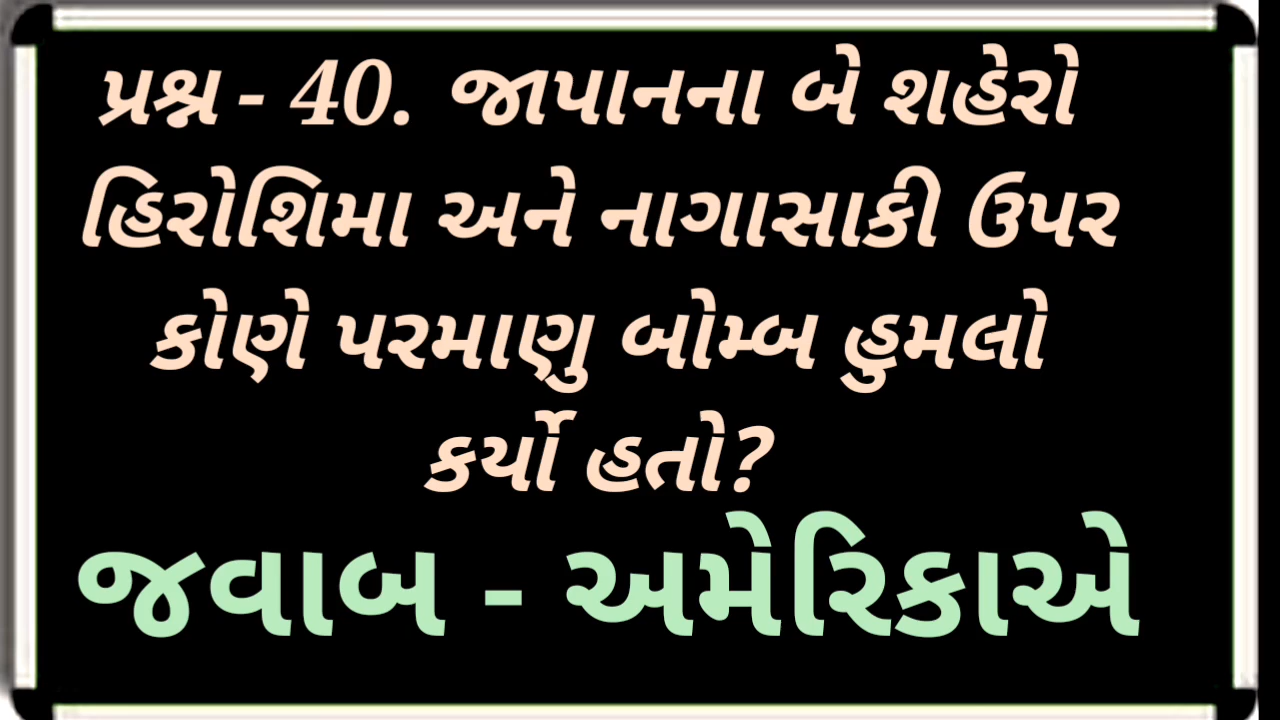 પ્રશ્ન - 40. જાપાનના બે શહેરો
હિરોશિમા અને નાગાસાકી ઉપર
કોણે પરમાણુ બોમ્બ હુમલો
કર્યો હતો?
જવાબ - અમેરિકાએ